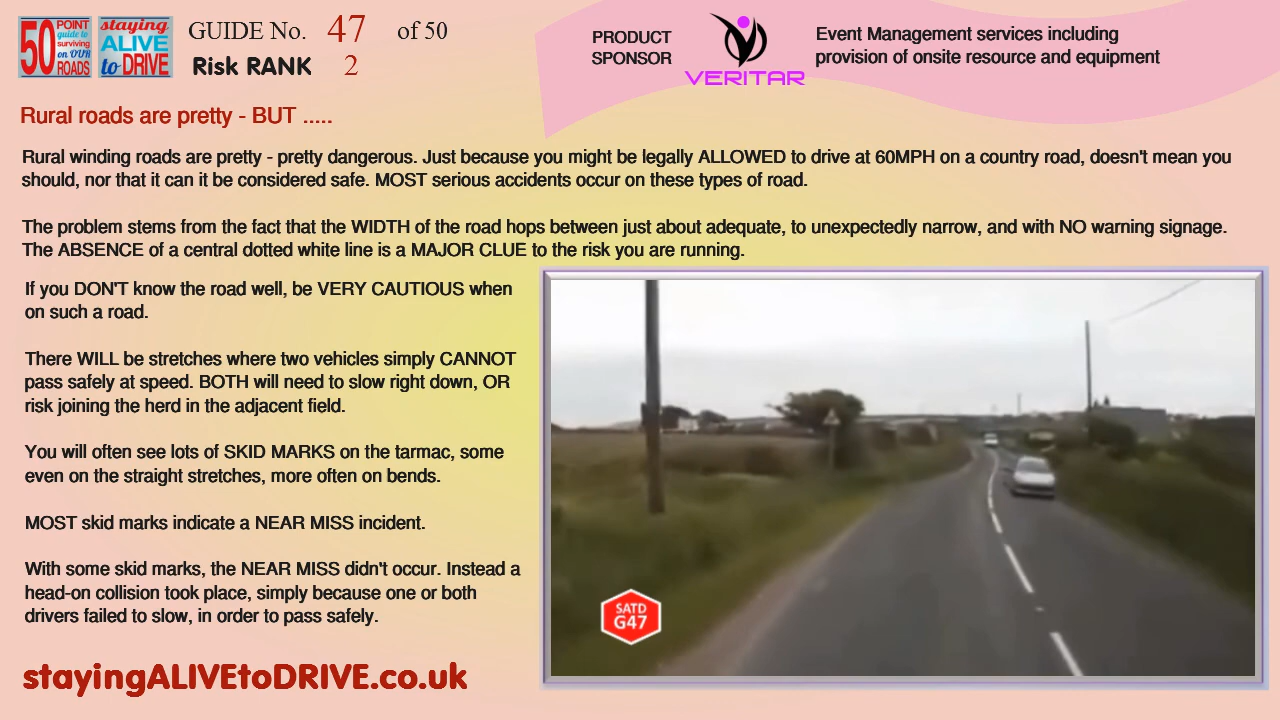 50 POINT
guide to
surviving
on OUR
ROADS
staying
ALIVE
to DRIVE
GUIDE No. 47 of 50
Risk RANK 2
PRODUCT
SPONSOR
VERITAR
Event Management services including
provision of onsite resource and equipment
Rural roads are pretty - BUT .....
Rural winding roads are pretty - pretty dangerous. Just because you might be legally ALLOWED to drive at 60MPH on a country road, doesn't mean you
should, nor that it can it be considered safe. MOST serious accidents occur on these types of road.
The problem stems from the fact that the WIDTH of the road hops between just about adequate, to unexpectedly narrow, and with NO warning signage.
The ABSENCE of a central dotted white line is a MAJOR CLUE to the risk you are running.
If you DON'T know the road well, be VERY CAUTIOUS when
on such a road.
There WILL be stretches where two vehicles simply CANNOT
pass safely at speed. BOTH will need to slow right down, OR
risk joining the herd in the adjacent field.
You will often see lots of SKID MARKS on the tarmac, some
even on the straight stretches, more often on bends.
MOST skid marks indicate a NEAR MISS incident.
With some skid marks, the NEAR MISS didn't occur. Instead a
head-on collision took place, simply because one or both
drivers failed to slow, in order to pass safely.
SATD
G47
stayingALIVEtoDRIVE.co.uk